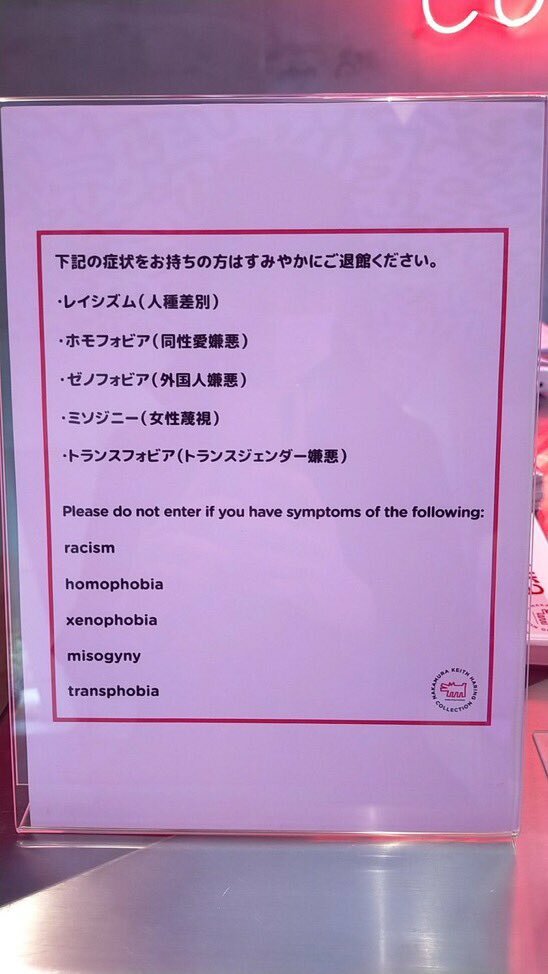 下記の症状をお持ちの方はすみやかにご退館ください。
・レイシズム(人種差別)
・ホモフォビア(同性愛嫌悪)
・ゼノフォビア(外国人嫌悪)
・ミソジニー(女性蔑視)
・トランスフォビア(トランスジェンダー嫌悪)
Please do not enter if you have symptoms of the following:
racism
homophobia
xenophobia
misogyny
transphobia
NAKAMURA KEITH HARING COLLECTION